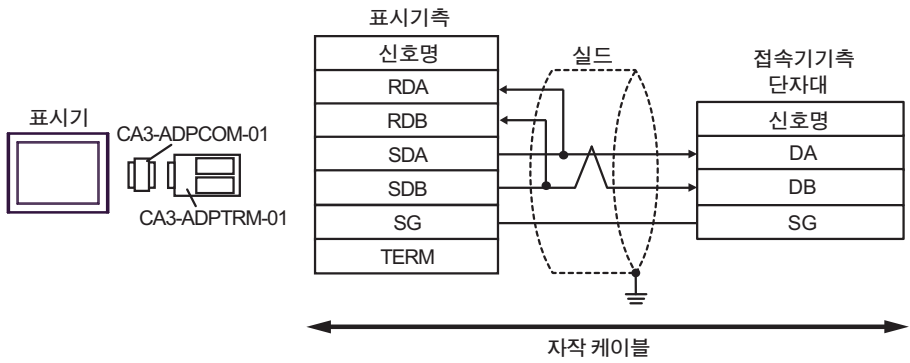 표시기
CA3-ADPCOM-01
CA3-ADPTRM-01
표시기측
신호명
RDA
RDB
SDA
SDB
SG
TERM
실드
접속기기측
단자대
신호명
DA
DB
SG
자작 케이블